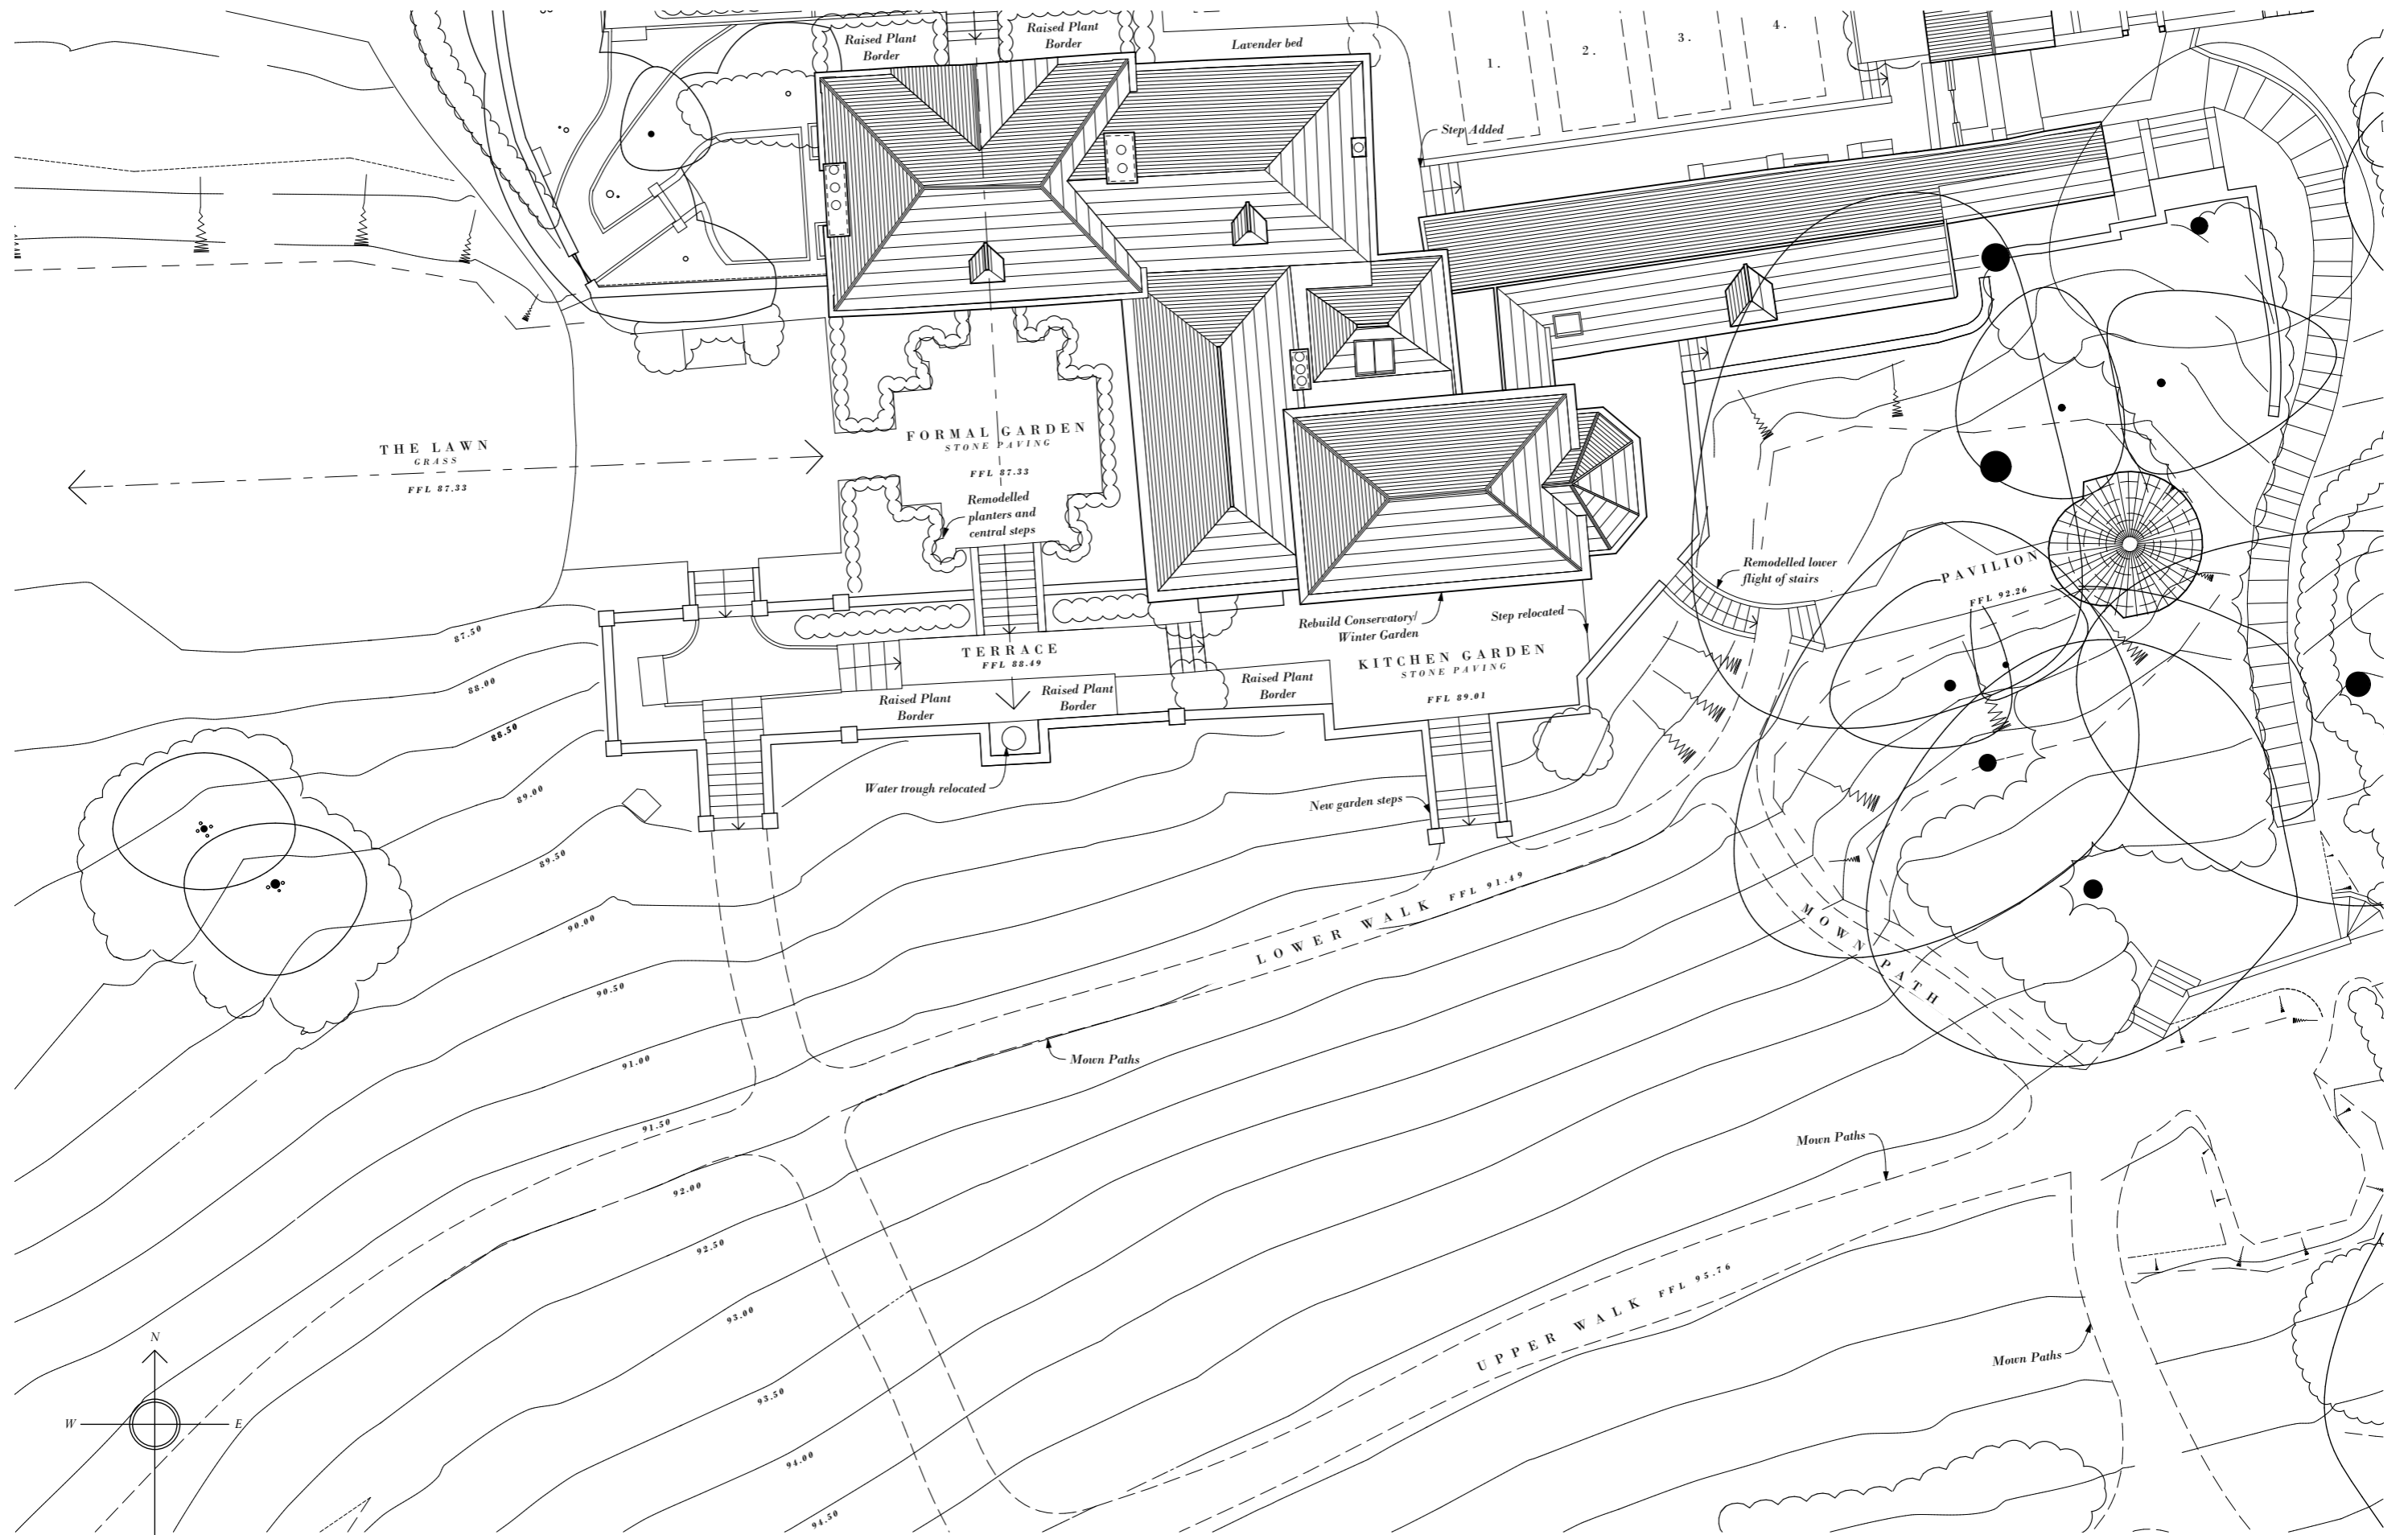 Raised Plant
Border
Raised Plant
Border
Lavender bed
1.
2.
3.
4.
Step Added
THE LAWN
GRASS
FFL 87.33
FORMAL GARDEN
STONE PAVING
FFL 87.33
Remodelled
planters and
central steps
Remodelled lower
flight of stairs
PAVILION
FFL 92.26
Rebuild Conservatory/
Winter Garden
Step relocated
TERRACE
FFL 88.49
KITCHEN GARDEN
STONE PAVING
FFL 89.01
Raised Plant
Border
Raised Plant
Border
Raised Plant
Border
Water trough relocated
New garden steps
87.50
88.00
88.50
89.00
89.50
90.00
90.50
91.00
91.50
92.00
92.50
93.00
93.50
94.00
94.50
LOWER WALK FFL 91.49
MOWN PATH
Mown Paths
Mown Paths
UPPER WALK FFL 95.76
Mown Paths
N
W
E